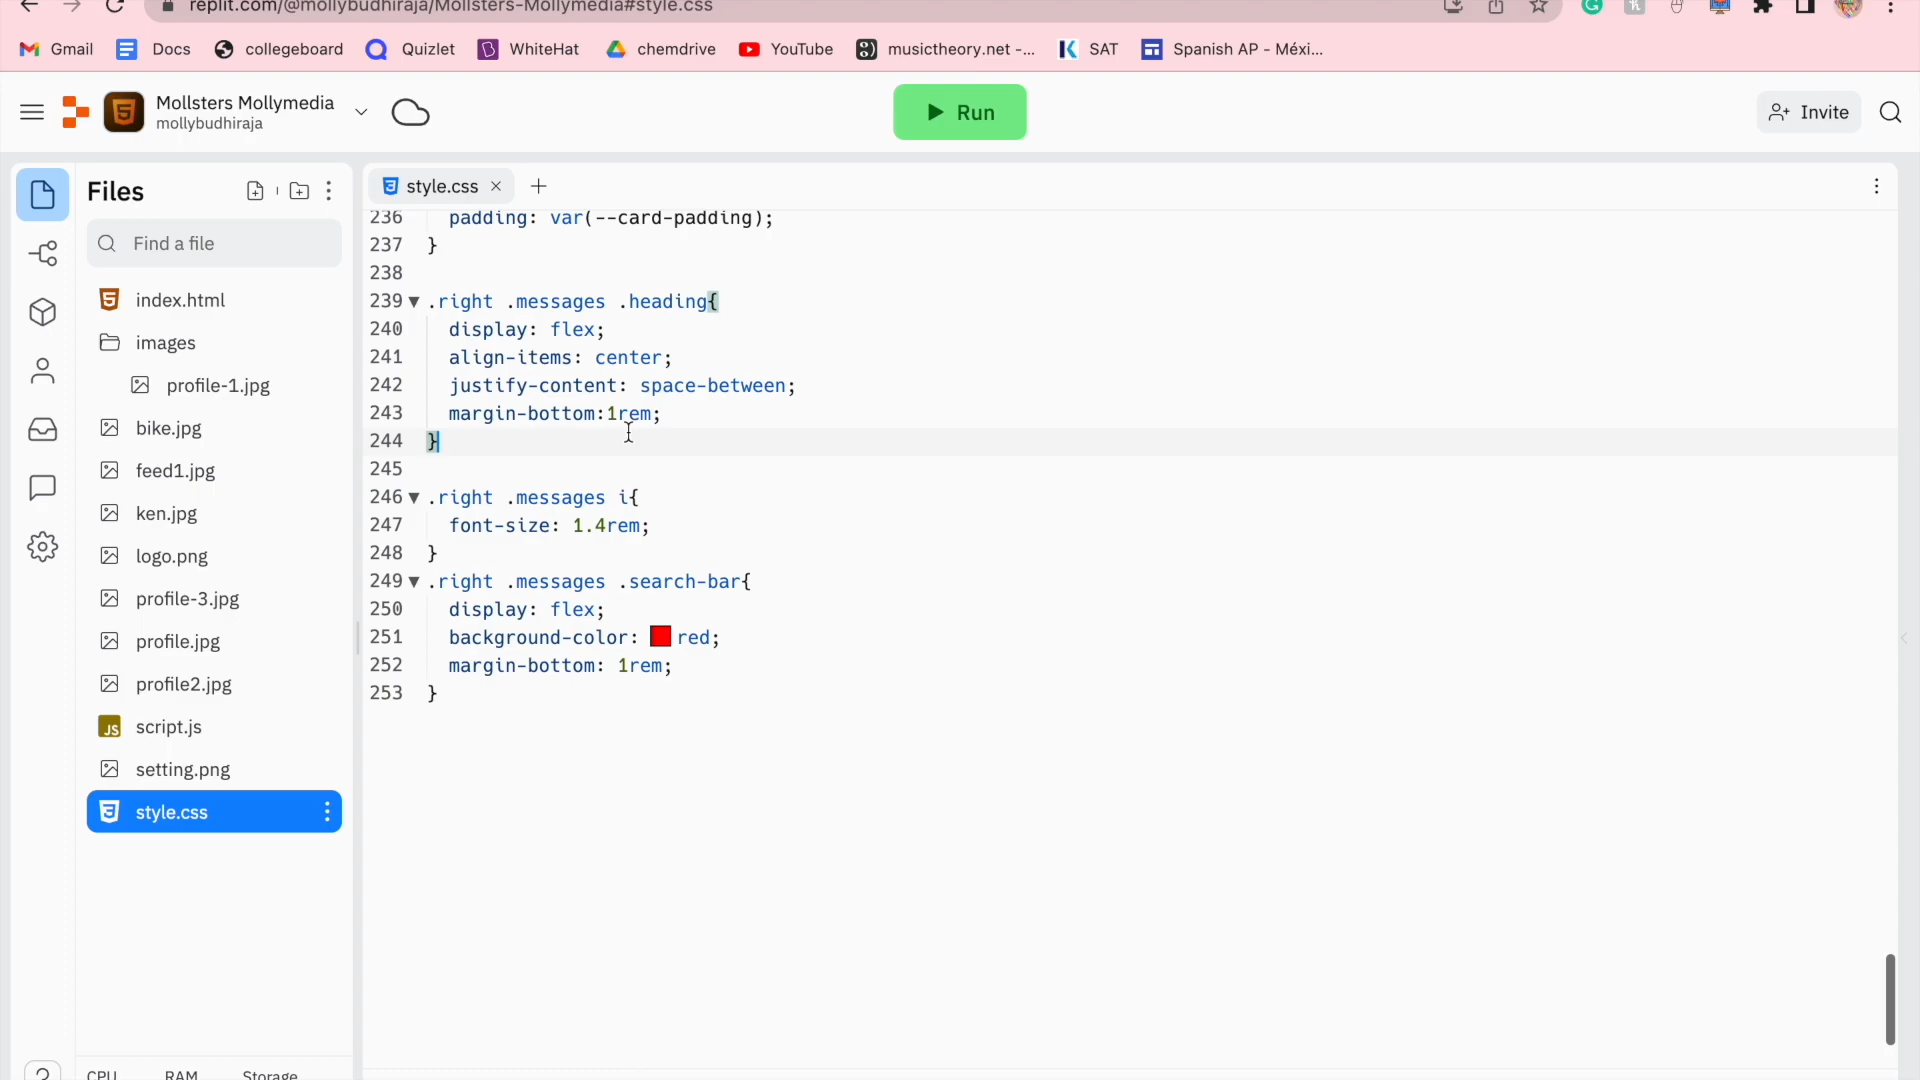 replit.com/@mollybudhiraja/Mollsters-Mollymedia#style.css
Gmail Docs collegeboard Quizlet WhiteHat chemdrive YouTube musictheory.net -... SAT Spanish AP - Méxi...
Mollsters Mollymedia
mollybudhiraja
Run
Invite
Files
Find a file
index.html
images
profile-1.jpg
bike.jpg
feed1.jpg
ken.jpg
logo.png
profile-3.jpg
profile.jpg
profile2.jpg
JS script.js
setting.png
style.css
CPU RAM Storage
style.css
236 padding: var(--card-padding);
237 }
238
239 .right .messages .heading{
240 display: flex;
241 align-items: center;
242 justify-content: space-between;
243 margin-bottom:1rem;
244 }
245
246 .right .messages i{
247 font-size: 1.4rem;
248 }
249 .right .messages .search-bar{
250 display: flex;
251 background-color: red;
252 margin-bottom: 1rem;
253 }